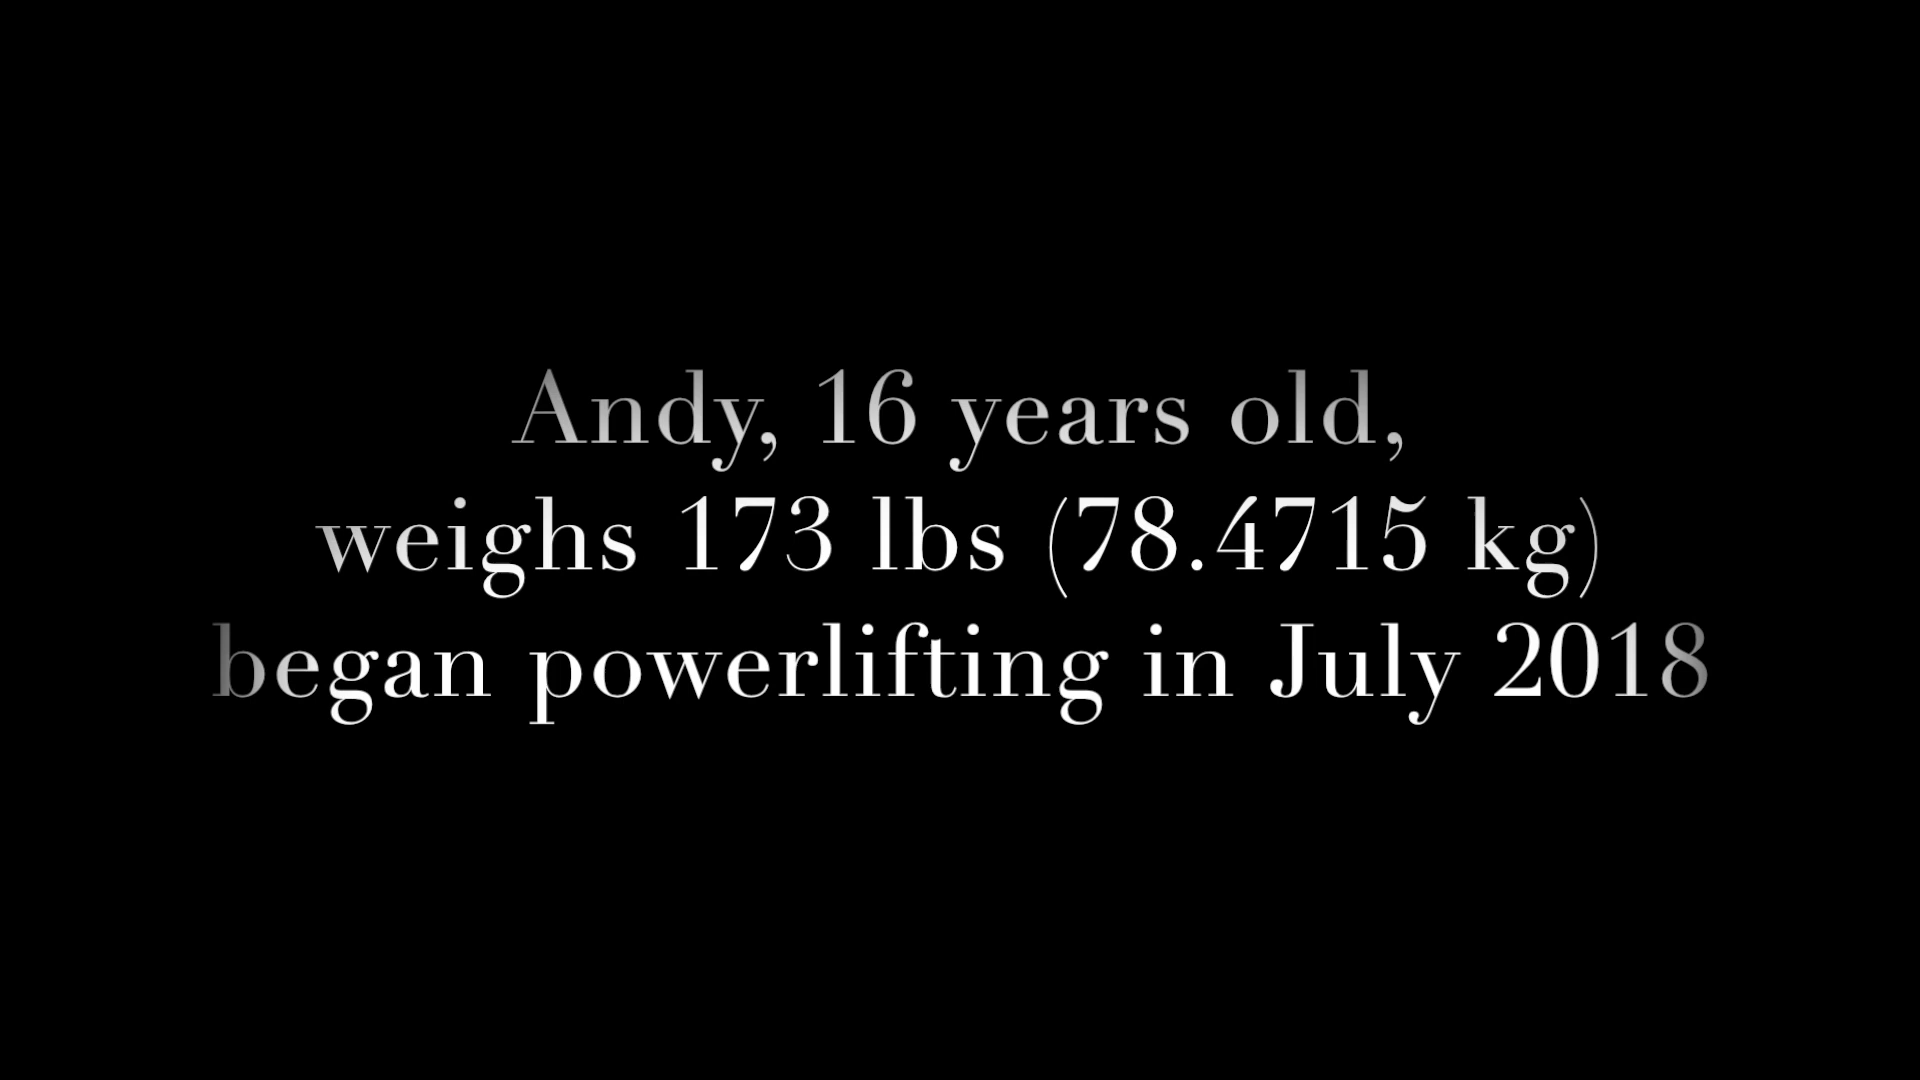 Andy, 16 years old,
weighs 173 lbs (78.4715 kg)
began powerlifting in July 2018